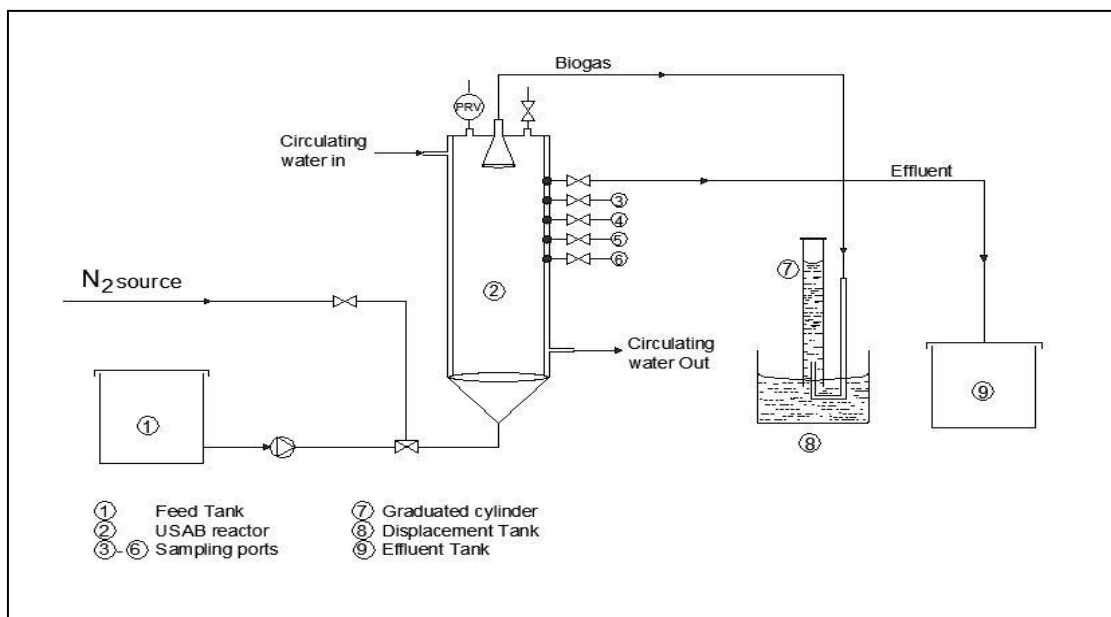 Biogas
PRV
Circulating
water in
Effluent
③
④
⑤
⑥
⑦
N₂ source
②
Circulating
water Out
①
⑨
⑧
① Feed Tank
② USAB reactor
③-⑥ Sampling ports
⑦ Graduated cylinder
⑧ Displacement Tank
⑨ Effluent Tank